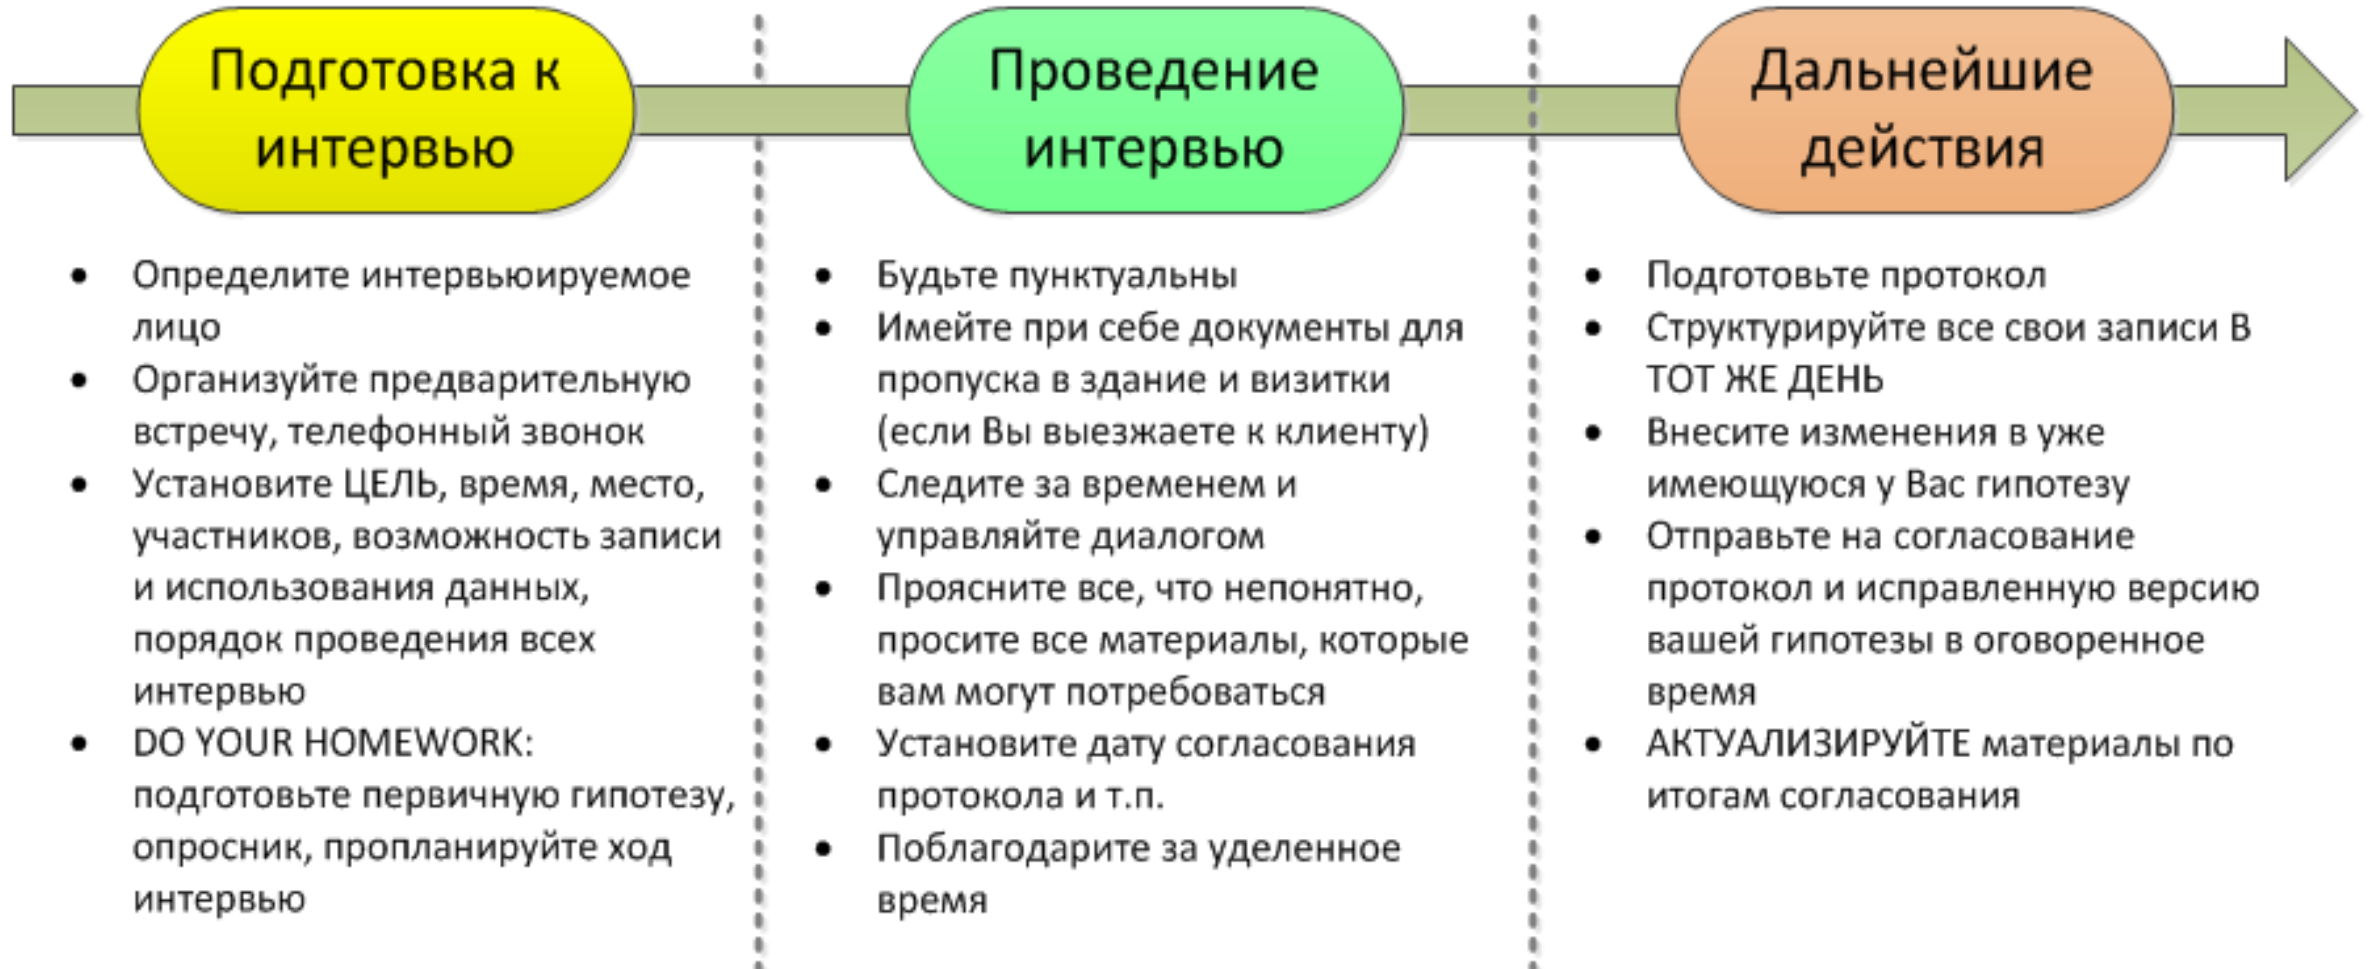 Подготовка к
интервью
Проведение
интервью
Дальнейшие
действия
• Определите интервьюируемое
лицо
• Организуйте предварительную
встречу, телефонный звонок
• Установите ЦЕЛЬ, время, место,
участников, возможность записи
и использования данных,
порядок проведения всех
интервью
• DO YOUR HOMEWORK:
подготовьте первичную гипотезу,
опросник, пропланируйте ход
интервью
• Будьте пунктуальны
• Имейте при себе документы для
пропуска в здание и визитки
(если Вы выезжаете к клиенту)
• Следите за временем и
управляйте диалогом
• Проясните все, что непонятно,
просите все материалы, которые
вам могут потребоваться
• Установите дату согласования
протокола и т.п.
• Поблагодарите за уделенное
время
• Подготовьте протокол
• Структурируйте все свои записи В
ТОТ ЖЕ ДЕНЬ
• Внесите изменения в уже
имеющуюся у Вас гипотезу
• Отправьте на согласование
протокол и исправленную версию
вашей гипотезы в оговоренное
время
• АКТУАЛИЗИРУЙТЕ материалы по
итогам согласования